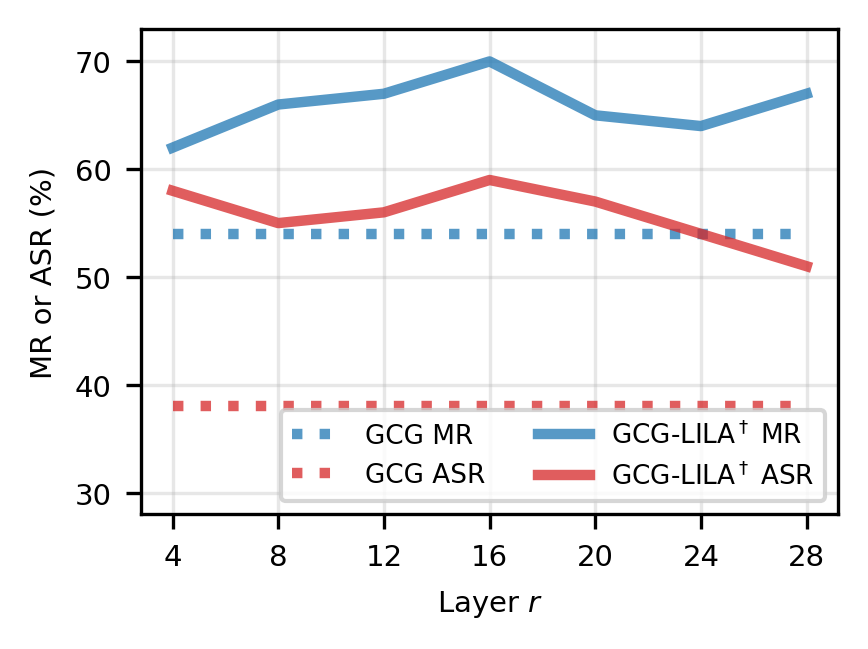 70
60
50
40
30
MR or ASR (%)
GCG MR
GCG ASR
GCG-LILA† MR
GCG-LILA† ASR
4 8 12 16 20 24 28
Layer r